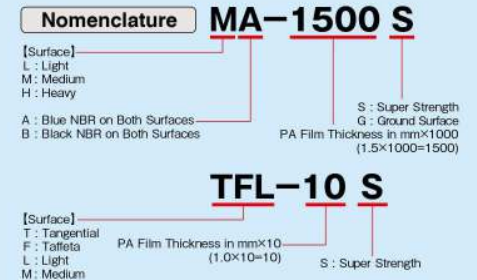 Nomenclature MA-1500 S
【Surface】
L : Light
M : Medium
H : Heavy
A : Blue NBR on Both Surfaces
B : Black NBR on Both Surfaces
S : Super Strength
G : Ground Surface
PA Film Thickness in mm×1000
(1.5×1000=1500)
TFL-10 S
【Surface】
T : Tangential
F : Taffeta
L : Light
M : Medium
PA Film Thickness in mm×10
(1.0×10=10)
S : Super Strength